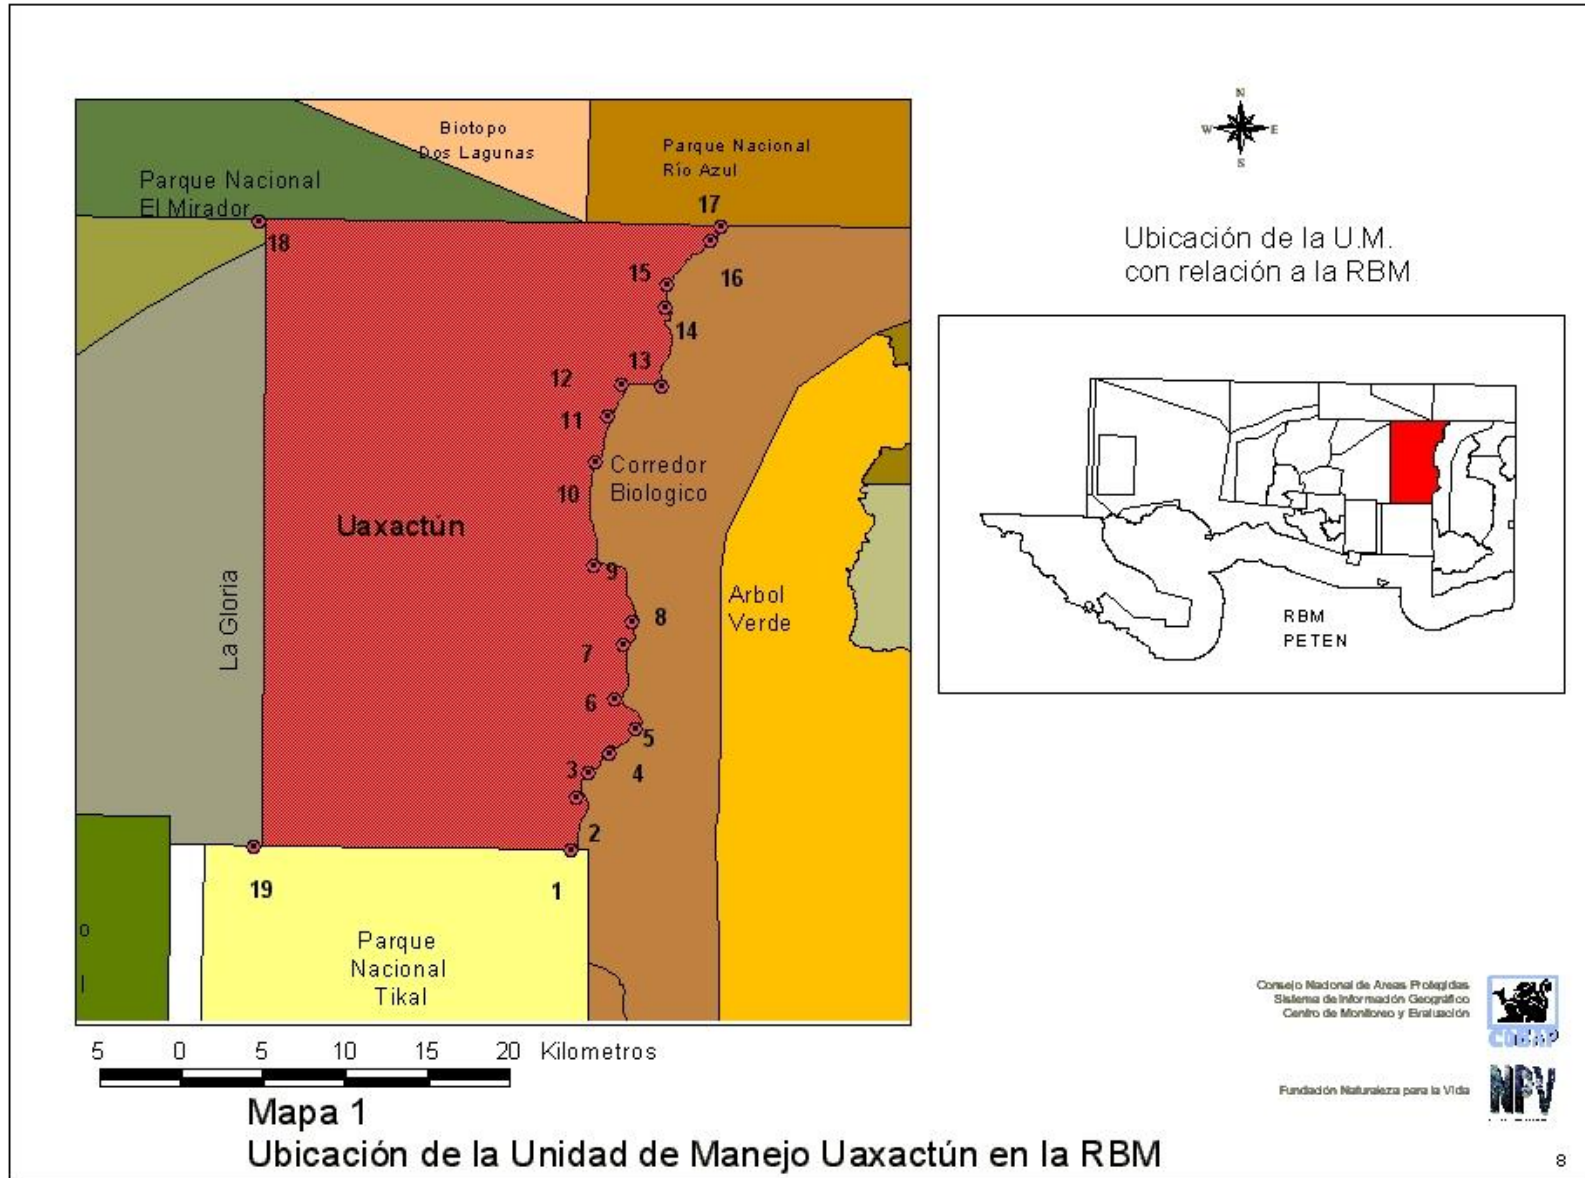 Biotopo
Dos Lagunas
Parque Nacional
Río Azul
Parque Nacional
El Mirador
17
18
15
16
14
13
12
11
Corredor
Biologico
10
Uaxactún
9
La Gloria
Arbol
Verde
8
7
6
5
3
4
2
19
1
o
l
Parque
Nacional
Tikal
N
W
E
S
Ubicación de la U.M.
con relación a la RBM
RBM
PETEN
5 0 5 10 15 20 Kilometros
Mapa 1
Ubicación de la Unidad de Manejo Uaxactún en la RBM
Consejo Nacional de Areas Protegidas
Sistema de Información Geográfico
Centro de Monitoreo y Evaluación
Fundación Naturaleza para la Vida
NPV
8